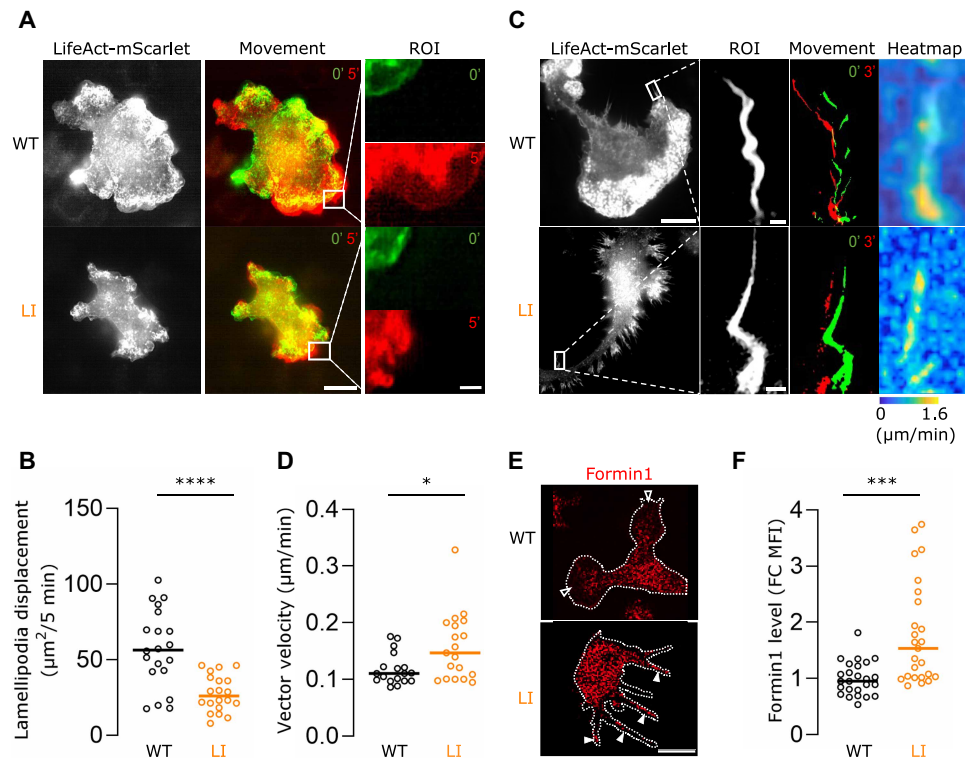 A
LifeAct-mScarlet Movement ROI
WT
0' 5'
0'
5'
LI
0' 5'
0'
5'
C
LifeAct-mScarlet ROI Movement Heatmap
WT
0' 3'
LI
0' 3'
0 1.6
(µm/min)
B
Lamellipodia displacement
(µm²/5 min)
150
100
50
0
****
WT LI
D
Vector velocity (µm/min)
0.4
0.3
0.2
0.1
0.0
*
WT LI
E
Formin1
WT
LI
F
Formin1 level (FC MFI)
4
3
2
1
0
***
WT LI